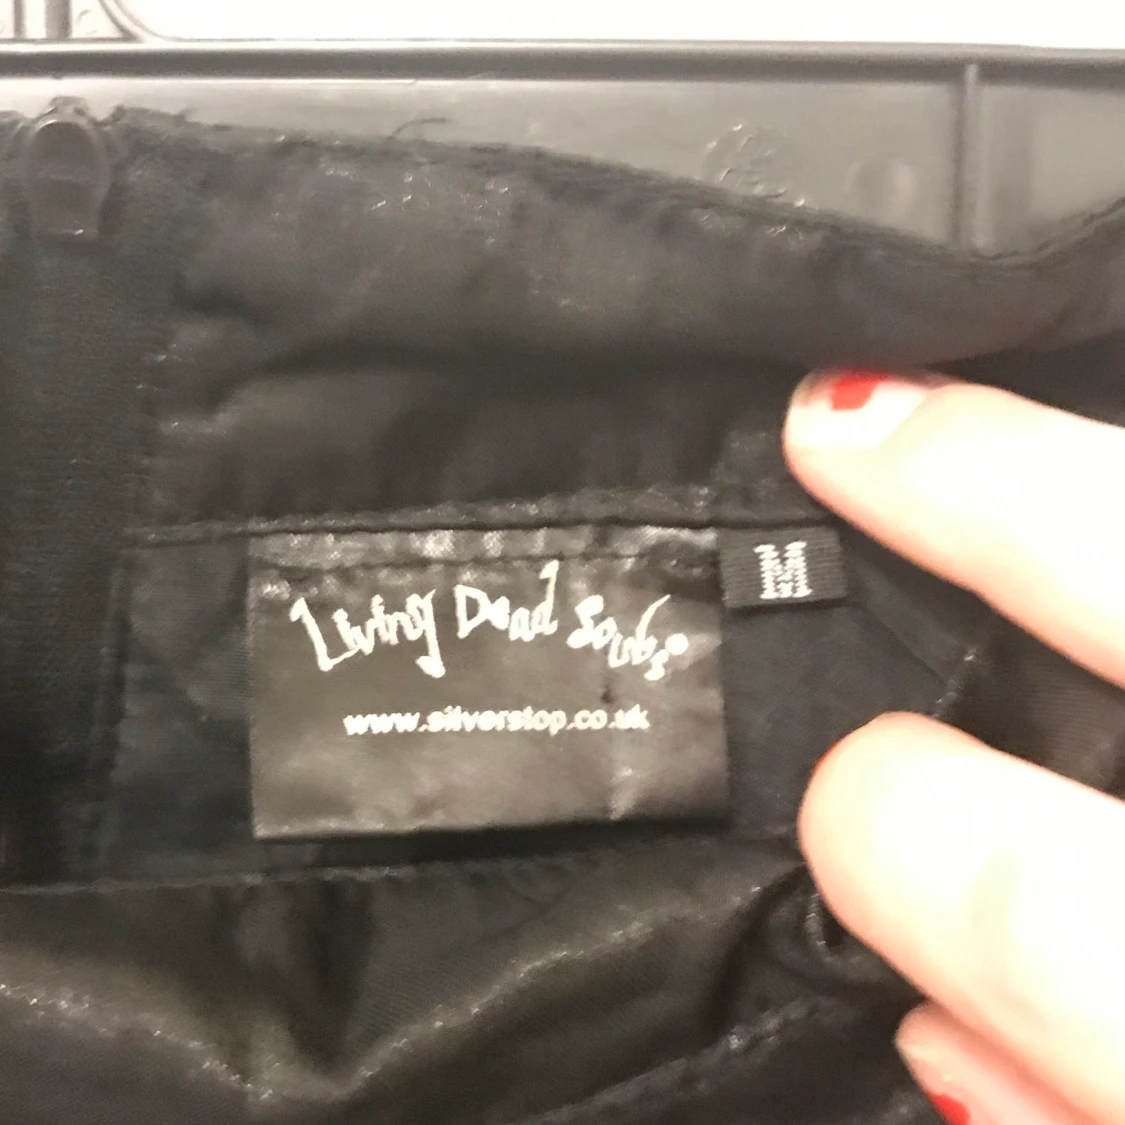 Living Dead Souls®
www.silverstop.co.uk
M